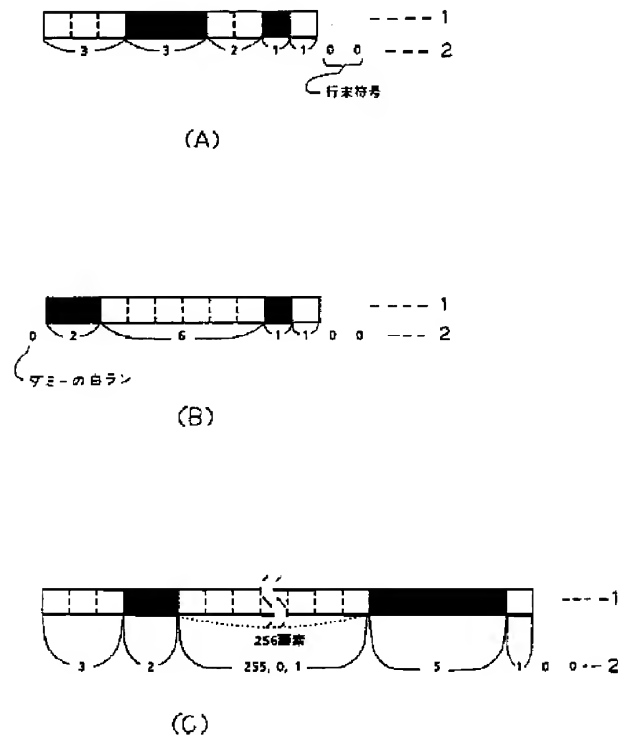 ---- 1
3 3 2 1 1 0 0 ---- 2
行末符号
(A)
---- 1
0 2 6 1 1 0 0 --- 2
ダミーの白ラン
(B)
----1
256画素
3 2 255, 0, 1 5 1 0 0--2
(C)